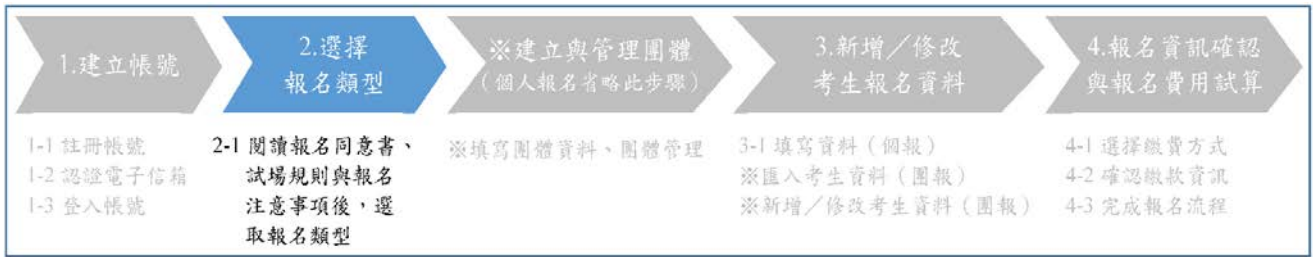 1.建立帳號
2.選擇
報名類型
※建立與管理團體
（個人報名省略此步驟）
3.新增／修改
考生報名資料
4.報名資訊確認
與報名費用試算
1-1 註冊帳號
1-2 認證電子信箱
1-3 登入帳號
2-1 閱讀報名同意書、
試場規則與報名
注意事項後，選
取報名類型
※填寫團體資料、團體管理
3-1 填寫資料（個報）
※匯入考生資料（團報）
※新增／修改考生資料（團報）
4-1 選擇繳費方式
4-2 確認繳款資訊
4-3 完成報名流程